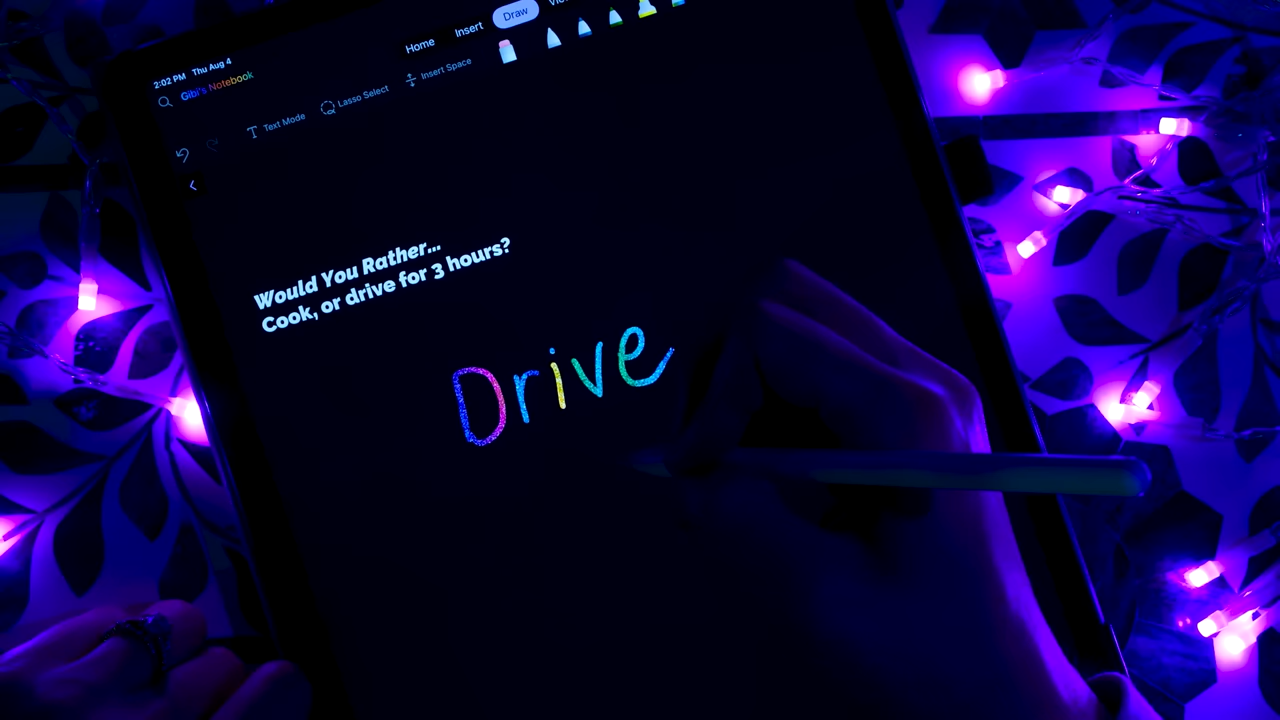 Home Insert Draw
2:02 PM Thu Aug 4
Gibi's Notebook
Text Mode Lasso Select Insert Space
Would You Rather...
Cook, or drive for 3 hours?
Drive